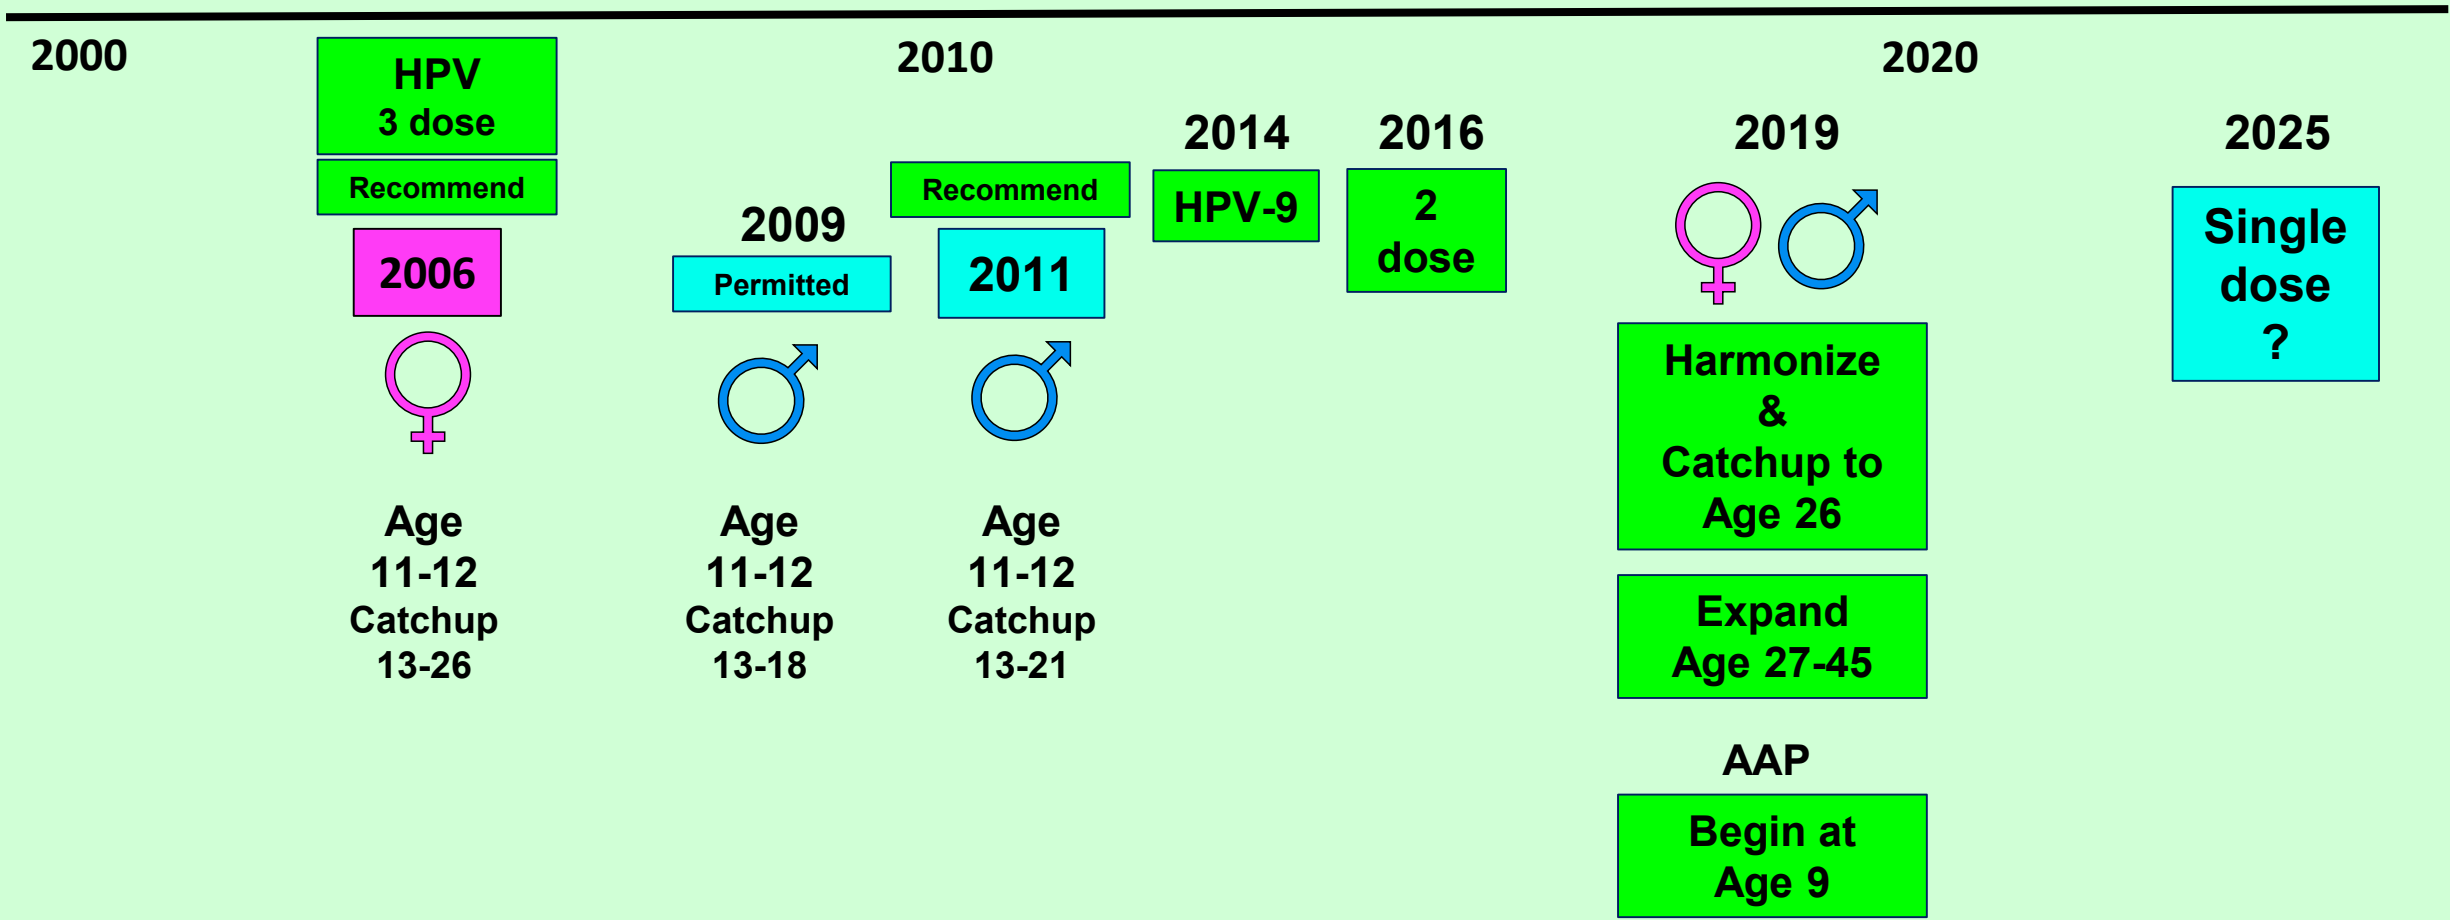 2000
HPV
3 dose
Recommend
2006
Age
11-12
Catchup
13-26
2009
Permitted
Age
11-12
Catchup
13-18
2010
Recommend
2011
Age
11-12
Catchup
13-21
2014
HPV-9
2016
2
dose
2020
2019
Harmonize
&
Catchup to
Age 26
Expand
Age 27-45
AAP
Begin at
Age 9
2025
Single
dose
?